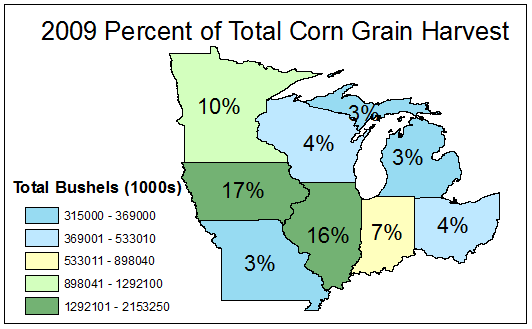 2009 Percent of Total Corn Grain Harvest
10%
3%
4%
3%
17%
16%
7%
4%
3%
Total Bushels (1000s)
315000 - 369000
369001 - 533010
533011 - 898040
898041 - 1292100
1292101 - 2153250